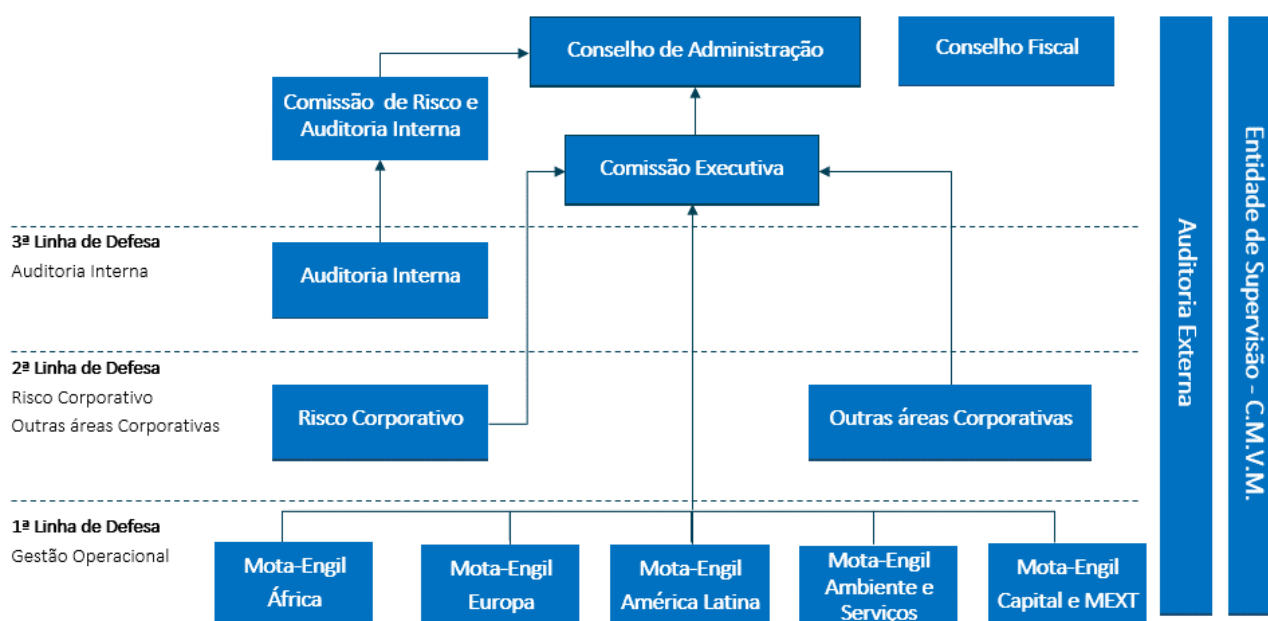 Conselho de Administração
Conselho Fiscal
Comissão de Risco e
Auditoria Interna
Comissão Executiva
3ª Linha de Defesa
Auditoria Interna
Auditoria Interna
2ª Linha de Defesa
Risco Corporativo
Outras áreas Corporativas
Risco Corporativo
Outras áreas Corporativas
1ª Linha de Defesa
Gestão Operacional
Mota-Engil
África
Mota-Engil
Europa
Mota-Engil
América Latina
Mota-Engil
Ambiente e
Serviços
Mota-Engil
Capital e MEXT
Auditoria Externa
Entidade de Supervisão - C.M.V.M.